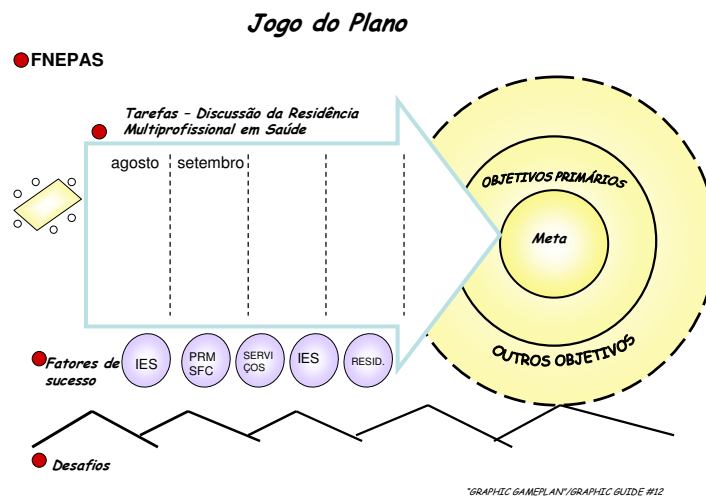 Jogo do Plano
FNEPAS
Tarefas – Discussão da Residência
Multiprofissional em Saúde
agosto
setembro
OBJETIVOS PRIMÁRIOS
Meta
OUTROS OBJETIVOS
Fatores de
sucesso
IES
PRM
SFC
SERVI
ÇOS
IES
RESID.
Desafios
"GRAPHIC GAMEPLAN"/GRAPHIC GUIDE #12